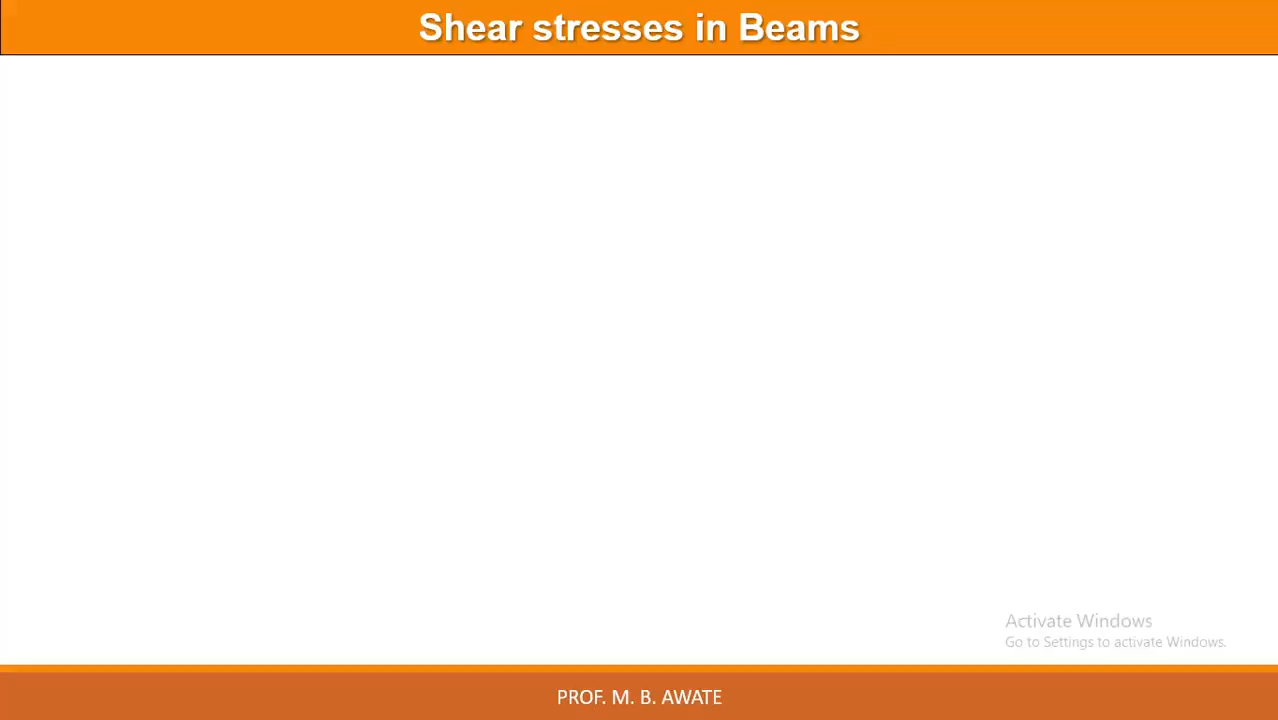 Shear stresses in Beams
Activate Windows
Go to Settings to activate Windows.
PROF. M. B. AWATE